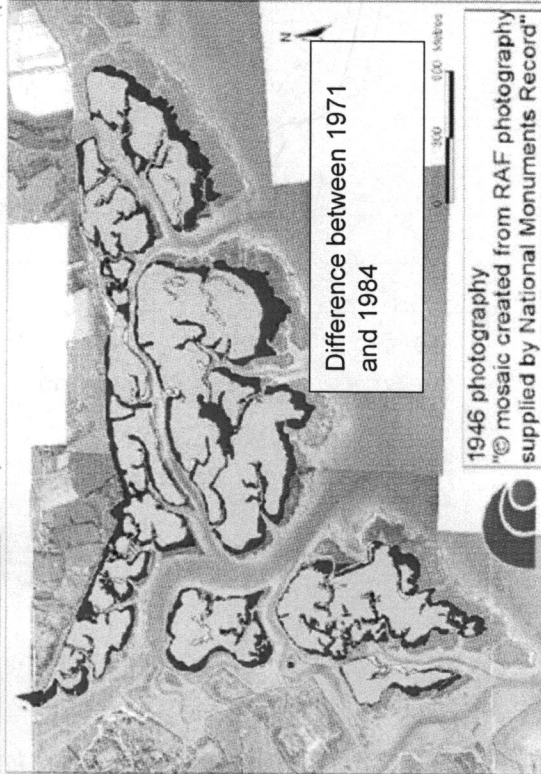 N
Difference between 1971
and 1984
0 300 600 Metres
1946 photography
"© mosaic created from RAF photography
supplied by National Monuments Record"